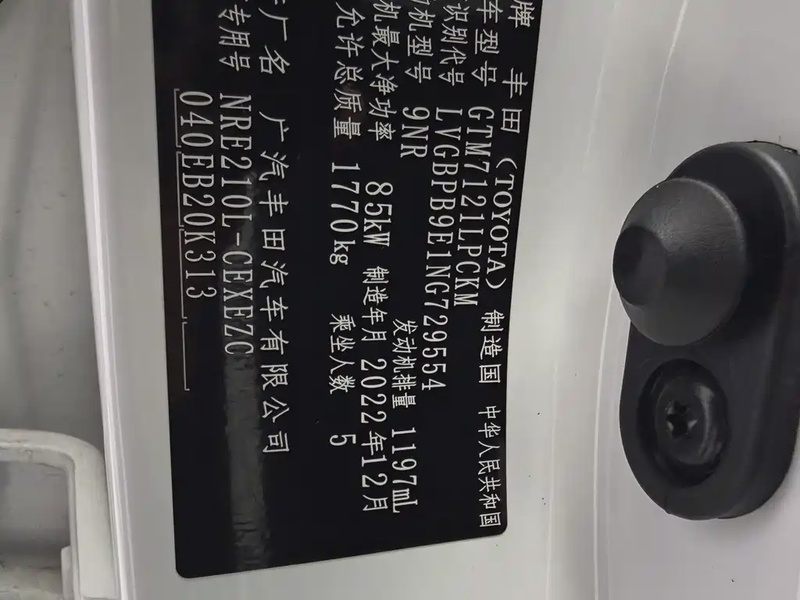 牌 丰田（TOYOTA） 制造国 中华人民共和国
车型号 GTM7121LPCKM
识别代号 LVGBPB9E1NG729554
机型号 9NR 发动机排量 1197mL
机最大净功率 85kW 制造年月 2022年12月
允许总质量 1770kg 乘坐人数 5
厂名 广汽丰田汽车有限公司
专用号 NRE210L-CEXEZC
040EB20K313